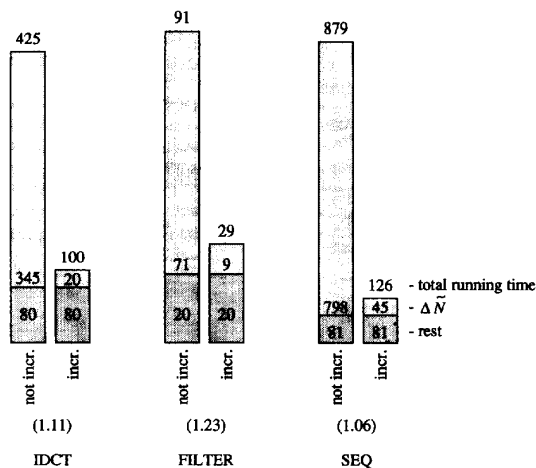 425
91
879
345
80
100
20
80
71
20
29
9
20
798
81
126
45
81
- total running time
- Δ Ñ
- rest
not incr.
incr.
not incr.
incr.
not incr.
incr.
(1.11)
(1.23)
(1.06)
IDCT
FILTER
SEQ